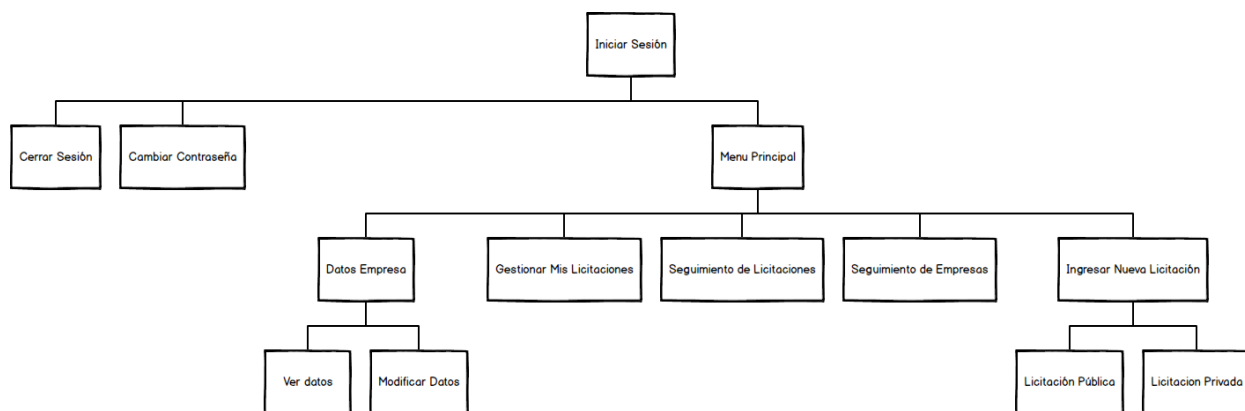 Iniciar Sesión
Cerrar Sesión
Cambiar Contraseña
Menu Principal
Datos Empresa
Gestionar Mis Licitaciones
Seguimiento de Licitaciones
Seguimiento de Empresas
Ingresar Nueva Licitación
Ver datos
Modificar Datos
Licitación Pública
Licitacion Privada